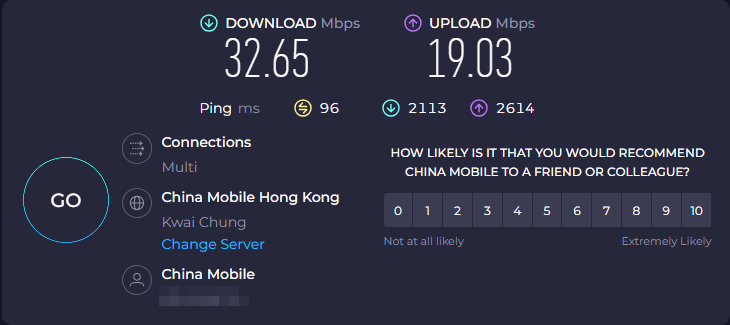 DOWNLOAD Mbps
32.65
UPLOAD Mbps
19.03
Ping ms
96
2113
2614
GO
Connections
Multi
China Mobile Hong Kong
Kwai Chung
Change Server
China Mobile
HOW LIKELY IS IT THAT YOU WOULD RECOMMEND
CHINA MOBILE TO A FRIEND OR COLLEAGUE?
0 1 2 3 4 5 6 7 8 9 10
Not at all likely
Extremely Likely